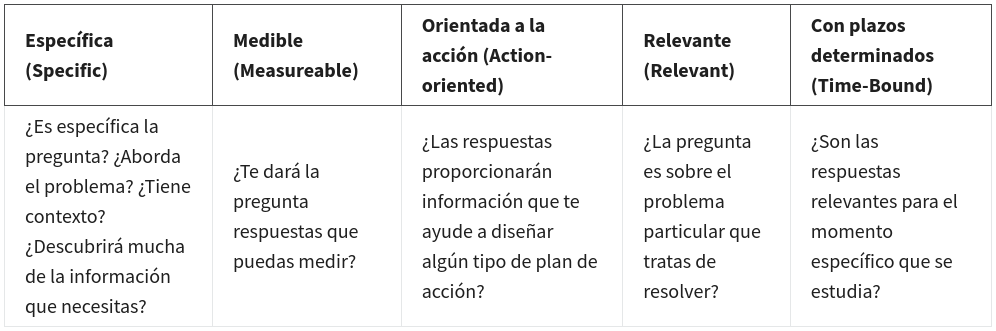 Específica
(Specific)
Medible
(Measureable)
Orientada a la
acción (Action-
oriented)
Relevante
(Relevant)
Con plazos
determinados
(Time-Bound)
¿Es específica la
pregunta? ¿Aborda
el problema? ¿Tiene
contexto?
¿Descubrirá mucha
de la información
que necesitas?
¿Te dará la
pregunta
respuestas que
puedas medir?
¿Las respuestas
proporcionarán
información que te
ayude a diseñar
algún tipo de plan de
acción?
¿La pregunta
es sobre el
problema
particular que
tratas de
resolver?
¿Son las
respuestas
relevantes para el
momento
específico que se
estudia?